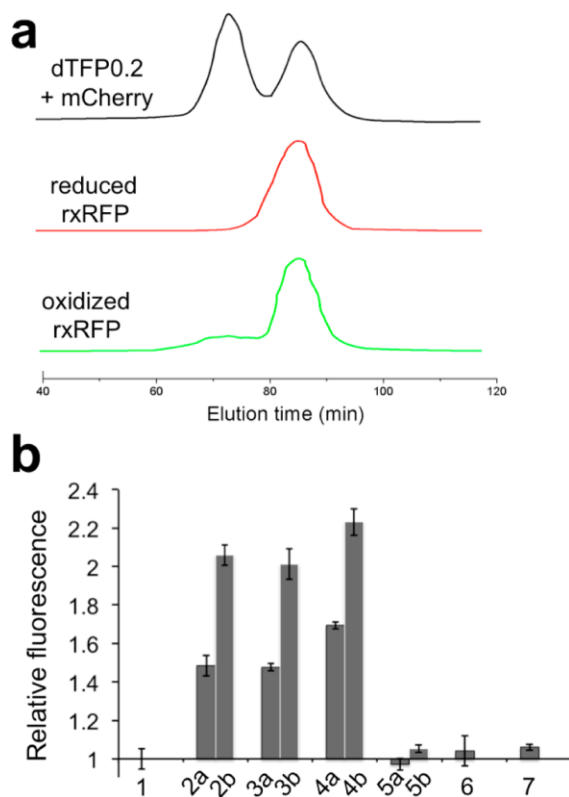 a
dTFP0.2
+ mCherry
reduced
rxRFP
oxidized
rxRFP
40 60 80 100 120
Elution time (min)
b
Relative fluorescence
2.4
2.2
2
1.8
1.6
1.4
1.2
1
1 2a 2b 3a 3b 4a 4b 5a 5b 6 7